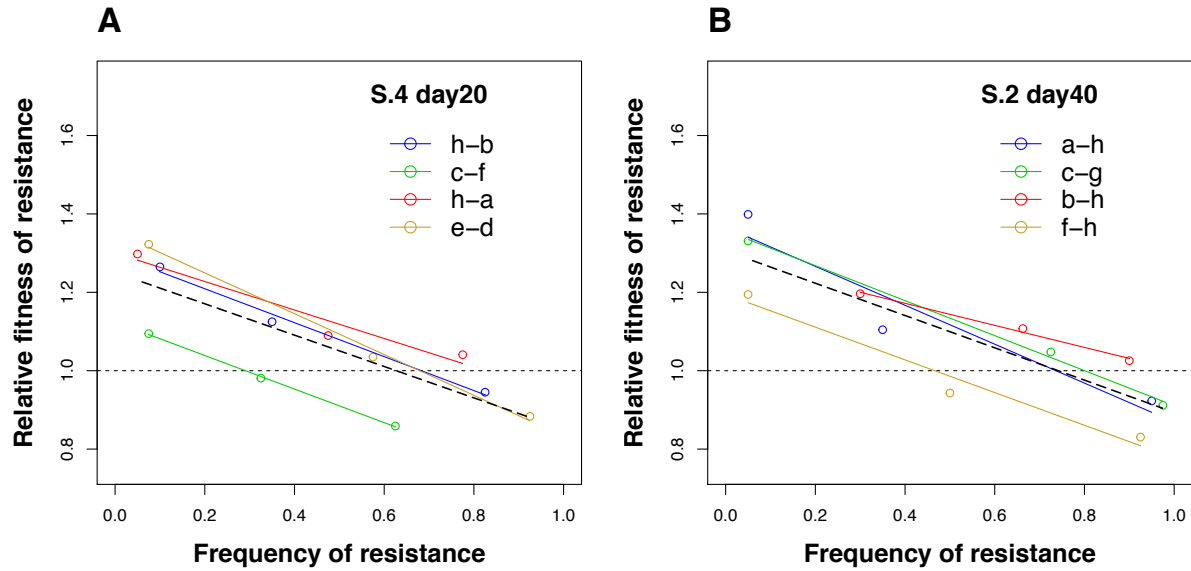 A
S.4 day20
h−b
c−f
h−a
e−d
Relative fitness of resistance
0.8 1.0 1.2 1.4 1.6
0.0 0.2 0.4 0.6 0.8 1.0
Frequency of resistance
B
S.2 day40
a−h
c−g
b−h
f−h
Relative fitness of resistance
0.8 1.0 1.2 1.4 1.6
0.0 0.2 0.4 0.6 0.8 1.0
Frequency of resistance